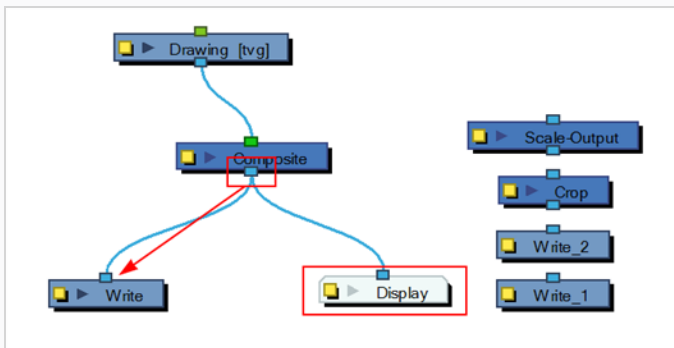 Drawing [tvg]
Composite
Write
Display
Scale-Output
Crop
Write_2
Write_1